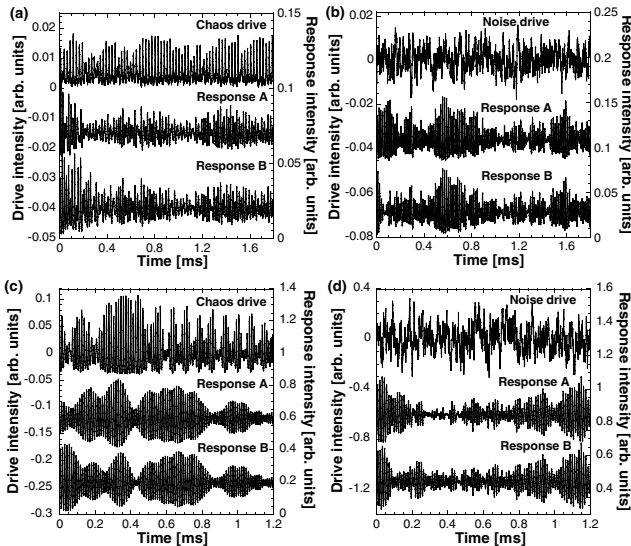 (a)
Drive intensity [arb. units]
0.02
0.01
0
-0.01
-0.02
-0.03
-0.04
-0.05
Chaos drive
Response A
Response B
0.15
0.1
0.05
0
Response intensity [arb. units]
0 0.4 0.8 1.2 1.6
Time [ms]
(b)
Drive intensity [arb. units]
0.02
0
-0.02
-0.04
-0.06
-0.08
Noise drive
Response A
Response B
0.25
0.2
0.15
0.1
0.05
0
Response intensity [arb. units]
0 0.4 0.8 1.2 1.6
Time [ms]
(c)
Drive intensity [arb. units]
0.1
0.05
0
-0.05
-0.1
-0.15
-0.2
-0.25
-0.3
Chaos drive
Response A
Response B
1.4
1.2
1
0.8
0.6
0.4
0.2
0
Response intensity [arb. units]
0 0.2 0.4 0.6 0.8 1 1.2
Time [ms]
(d)
Drive intensity [arb. units]
0.4
0
-0.4
-0.8
-1.2
Noise drive
Response A
Response B
1.6
1.4
1.2
1
0.8
0.6
0.4
Response intensity [arb. units]
0 0.2 0.4 0.6 0.8 1 1.2
Time [ms]